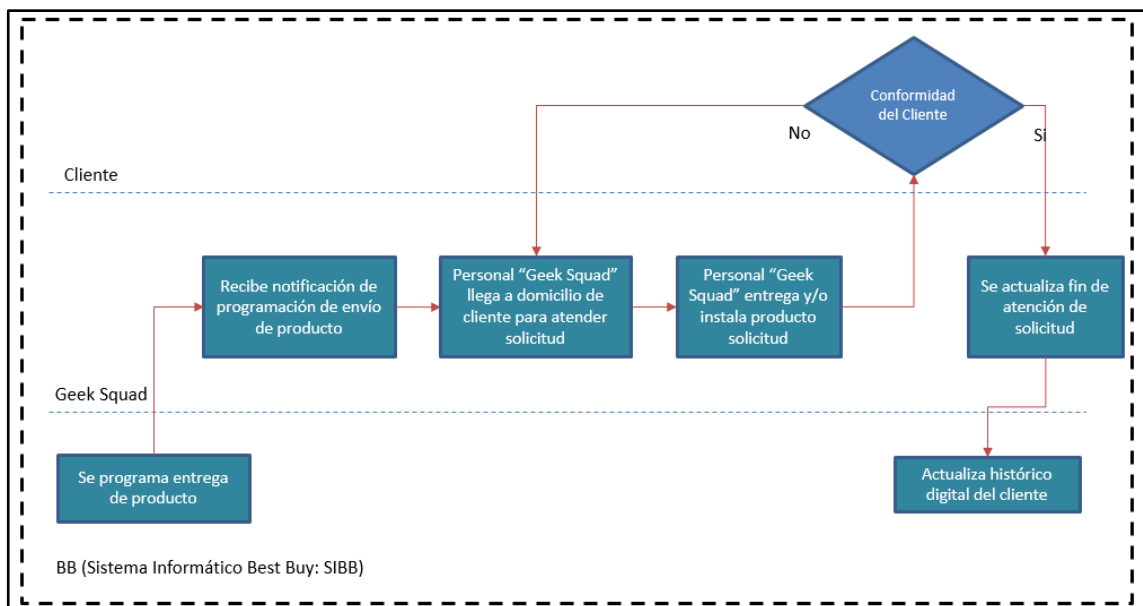 Conformidad
del Cliente
No
Si
Cliente
Recibe notificación de
programación de envío
de producto
Personal “Geek Squad”
llega a domicilio de
cliente para atender
solicitud
Personal “Geek
Squad” entrega y/o
instala producto
solicitud
Se actualiza fin de
atención de
solicitud
Geek Squad
Se programa entrega
de producto
Actualiza histórico
digital del cliente
BB (Sistema Informático Best Buy: SIBB)